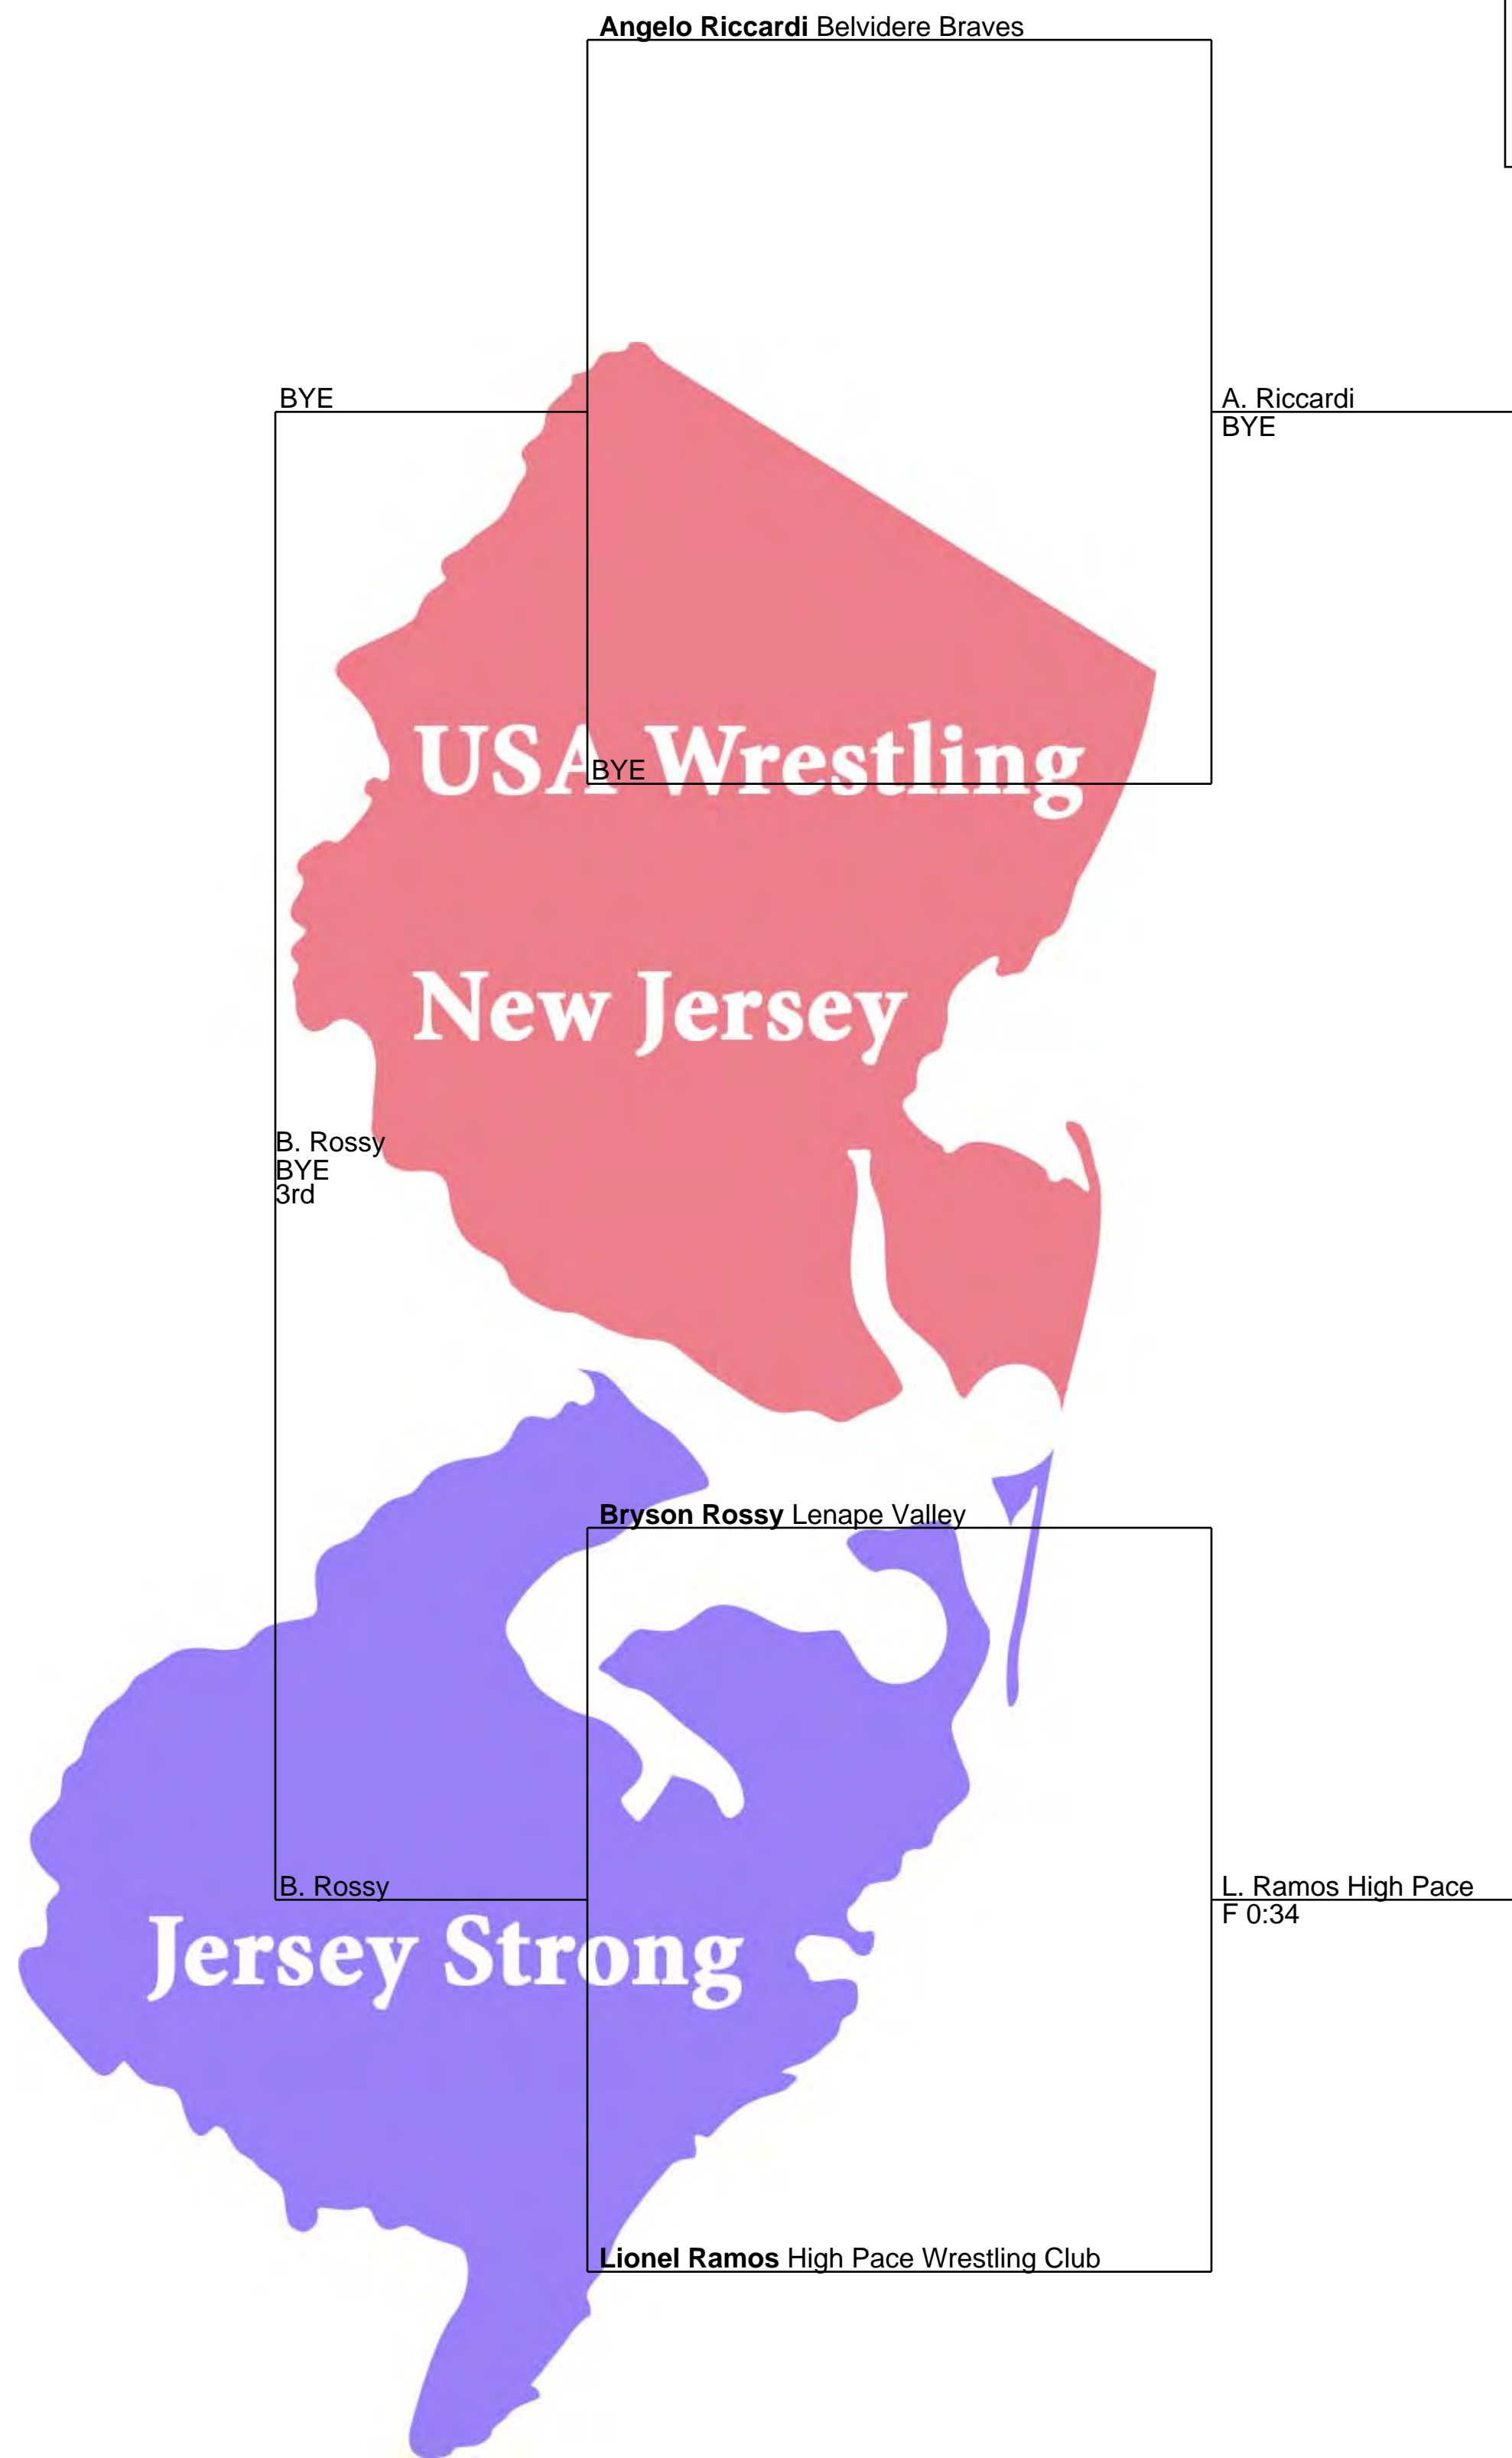 Angelo Riccardi Belvidere Braves
BYE
A. Riccardi
BYE
USA Wrestling
BYE
New Jersey
B. Rossy
BYE
3rd
Bryson Rossy Lenape Valley
B. Rossy
L. Ramos High Pace
F 0:34
Jersey Strong
Lionel Ramos High Pace Wrestling Club